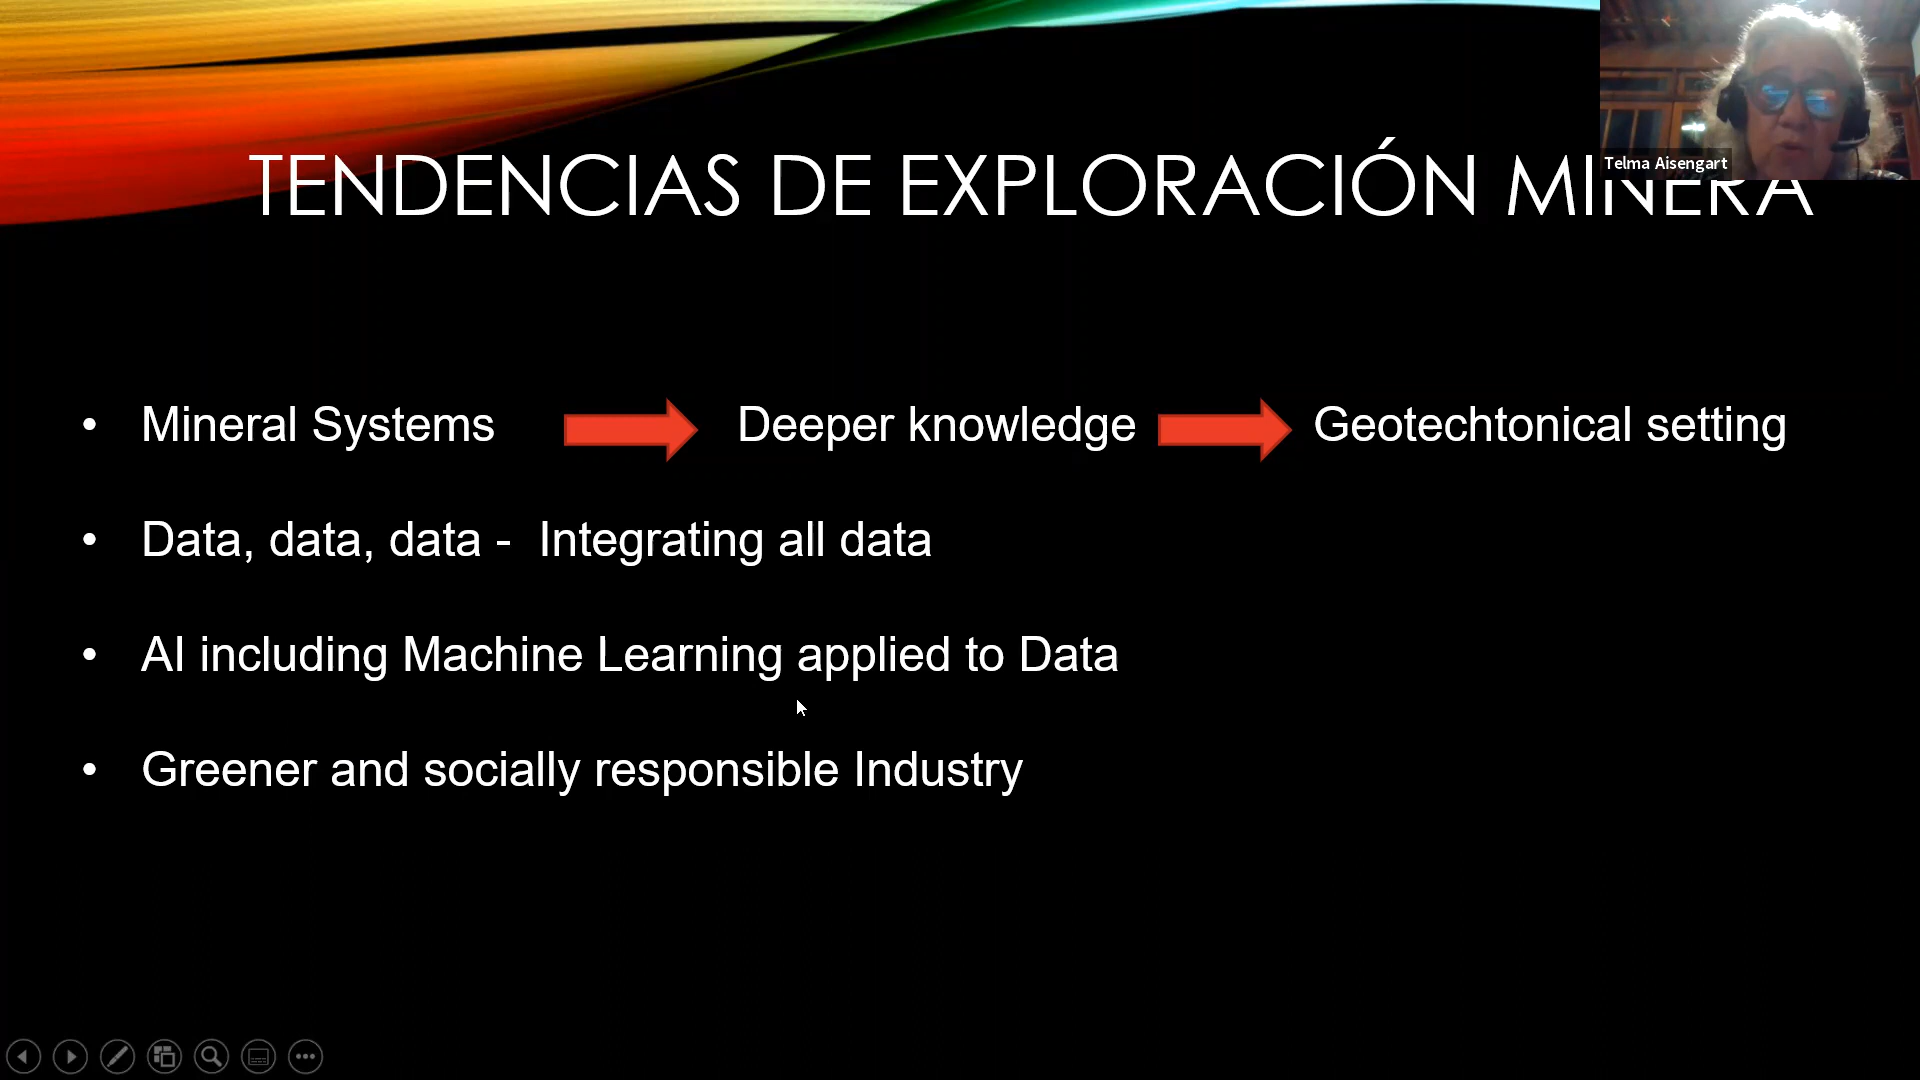 Telma Aisengart
TENDENCIAS DE EXPLORACIÓN MINERA
• Mineral Systems Deeper knowledge Geotechtonical setting
• Data, data, data - Integrating all data
• AI including Machine Learning applied to Data
• Greener and socially responsible Industry